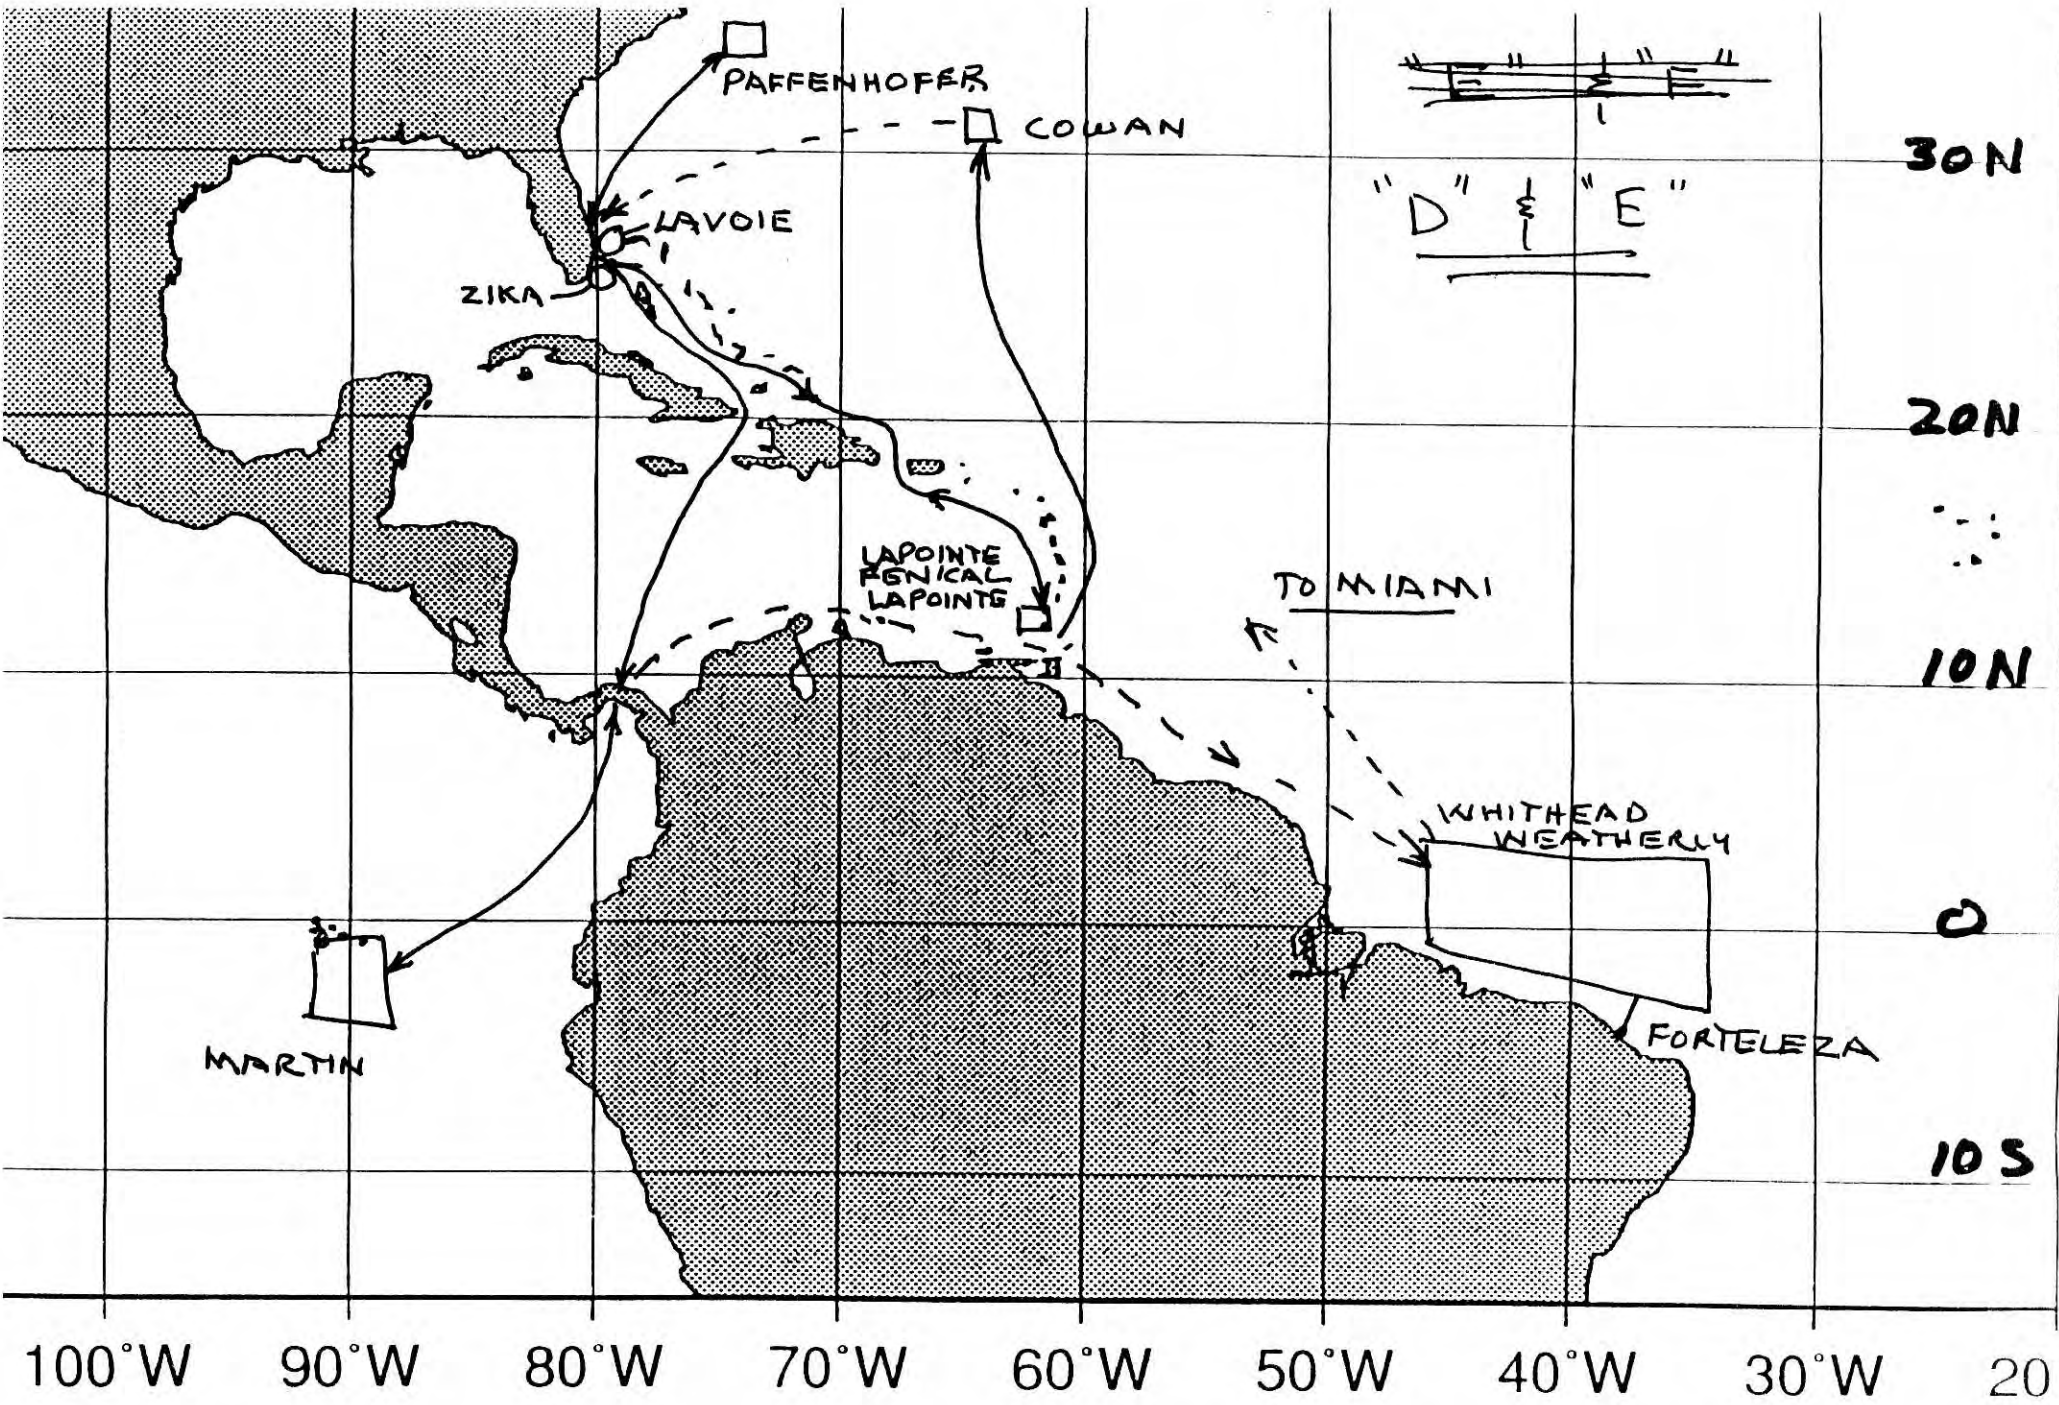 PAFFENHOFER
COWAN
"E" & E
30N
"D" & "E"
LAVOIE
ZIKA
20N
LAPOINTE
FENICAL
LAPOINTE
TO MIAMI
10N
WHITHEAD
WEATHERLY
0
FORTELEZA
MARTIN
10S
100°W 90°W 80°W 70°W 60°W 50°W 40°W 30°W 20